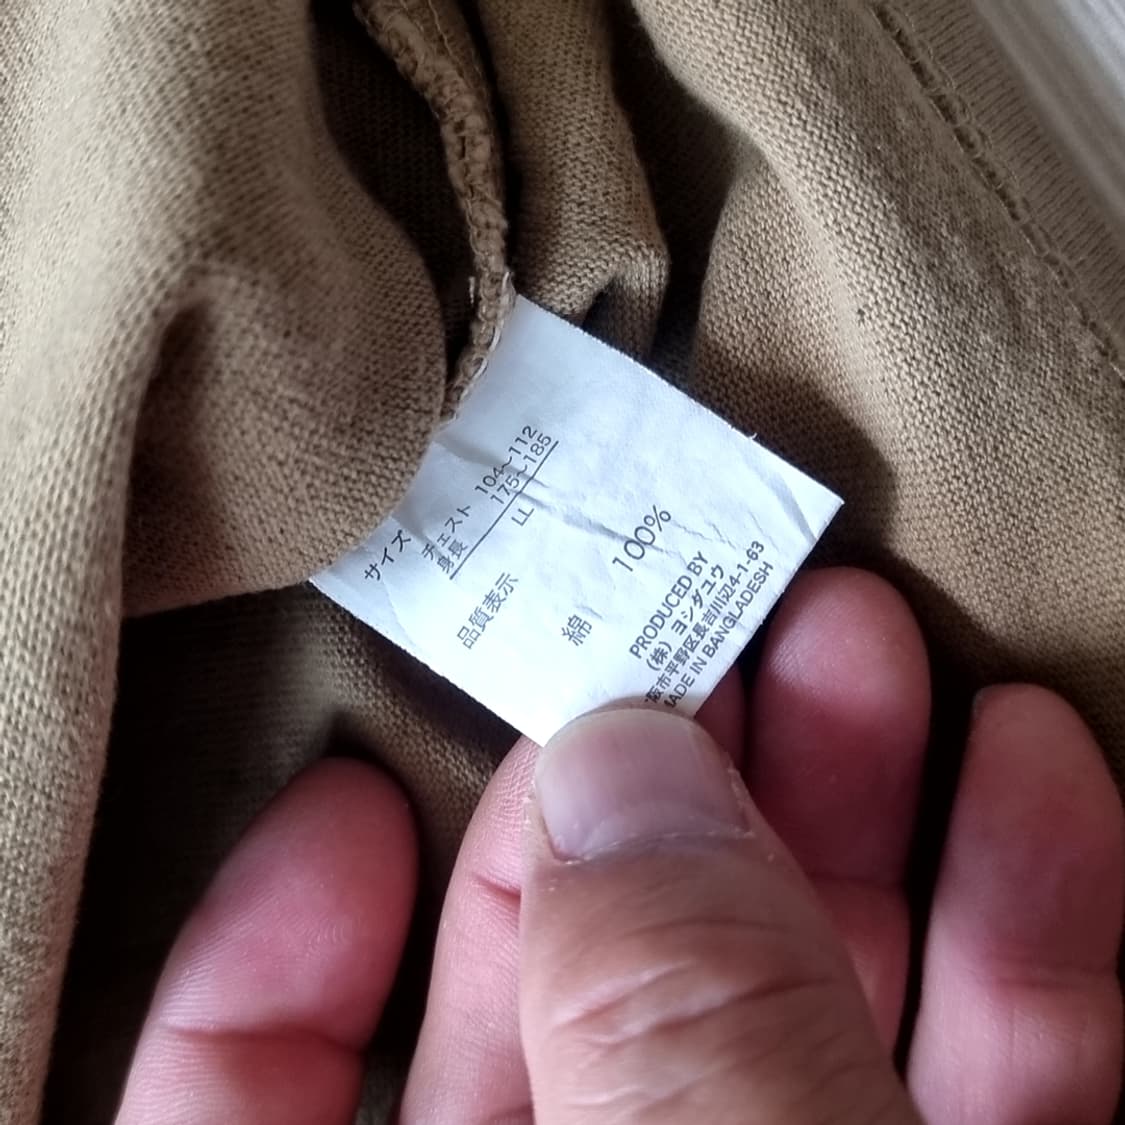 サイズ
チェスト 104~112
身長 175~185
LL
品質表示
綿 100%
PRODUCED BY
(株) ヨシダユウ
阪市平野区長吉川辺4-1-63
MADE IN BANGLADESH